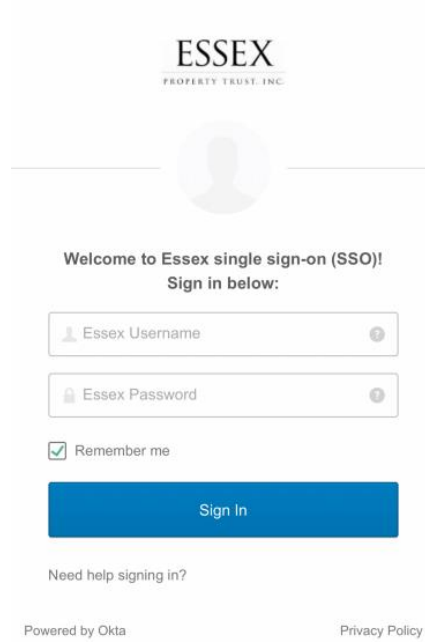 ESSEX
PROPERTY TRUST, INC.
Welcome to Essex single sign-on (SSO)!
Sign in below:
Essex Username ?
Essex Password ?
Remember me
Sign In
Need help signing in?
Powered by Okta Privacy Policy